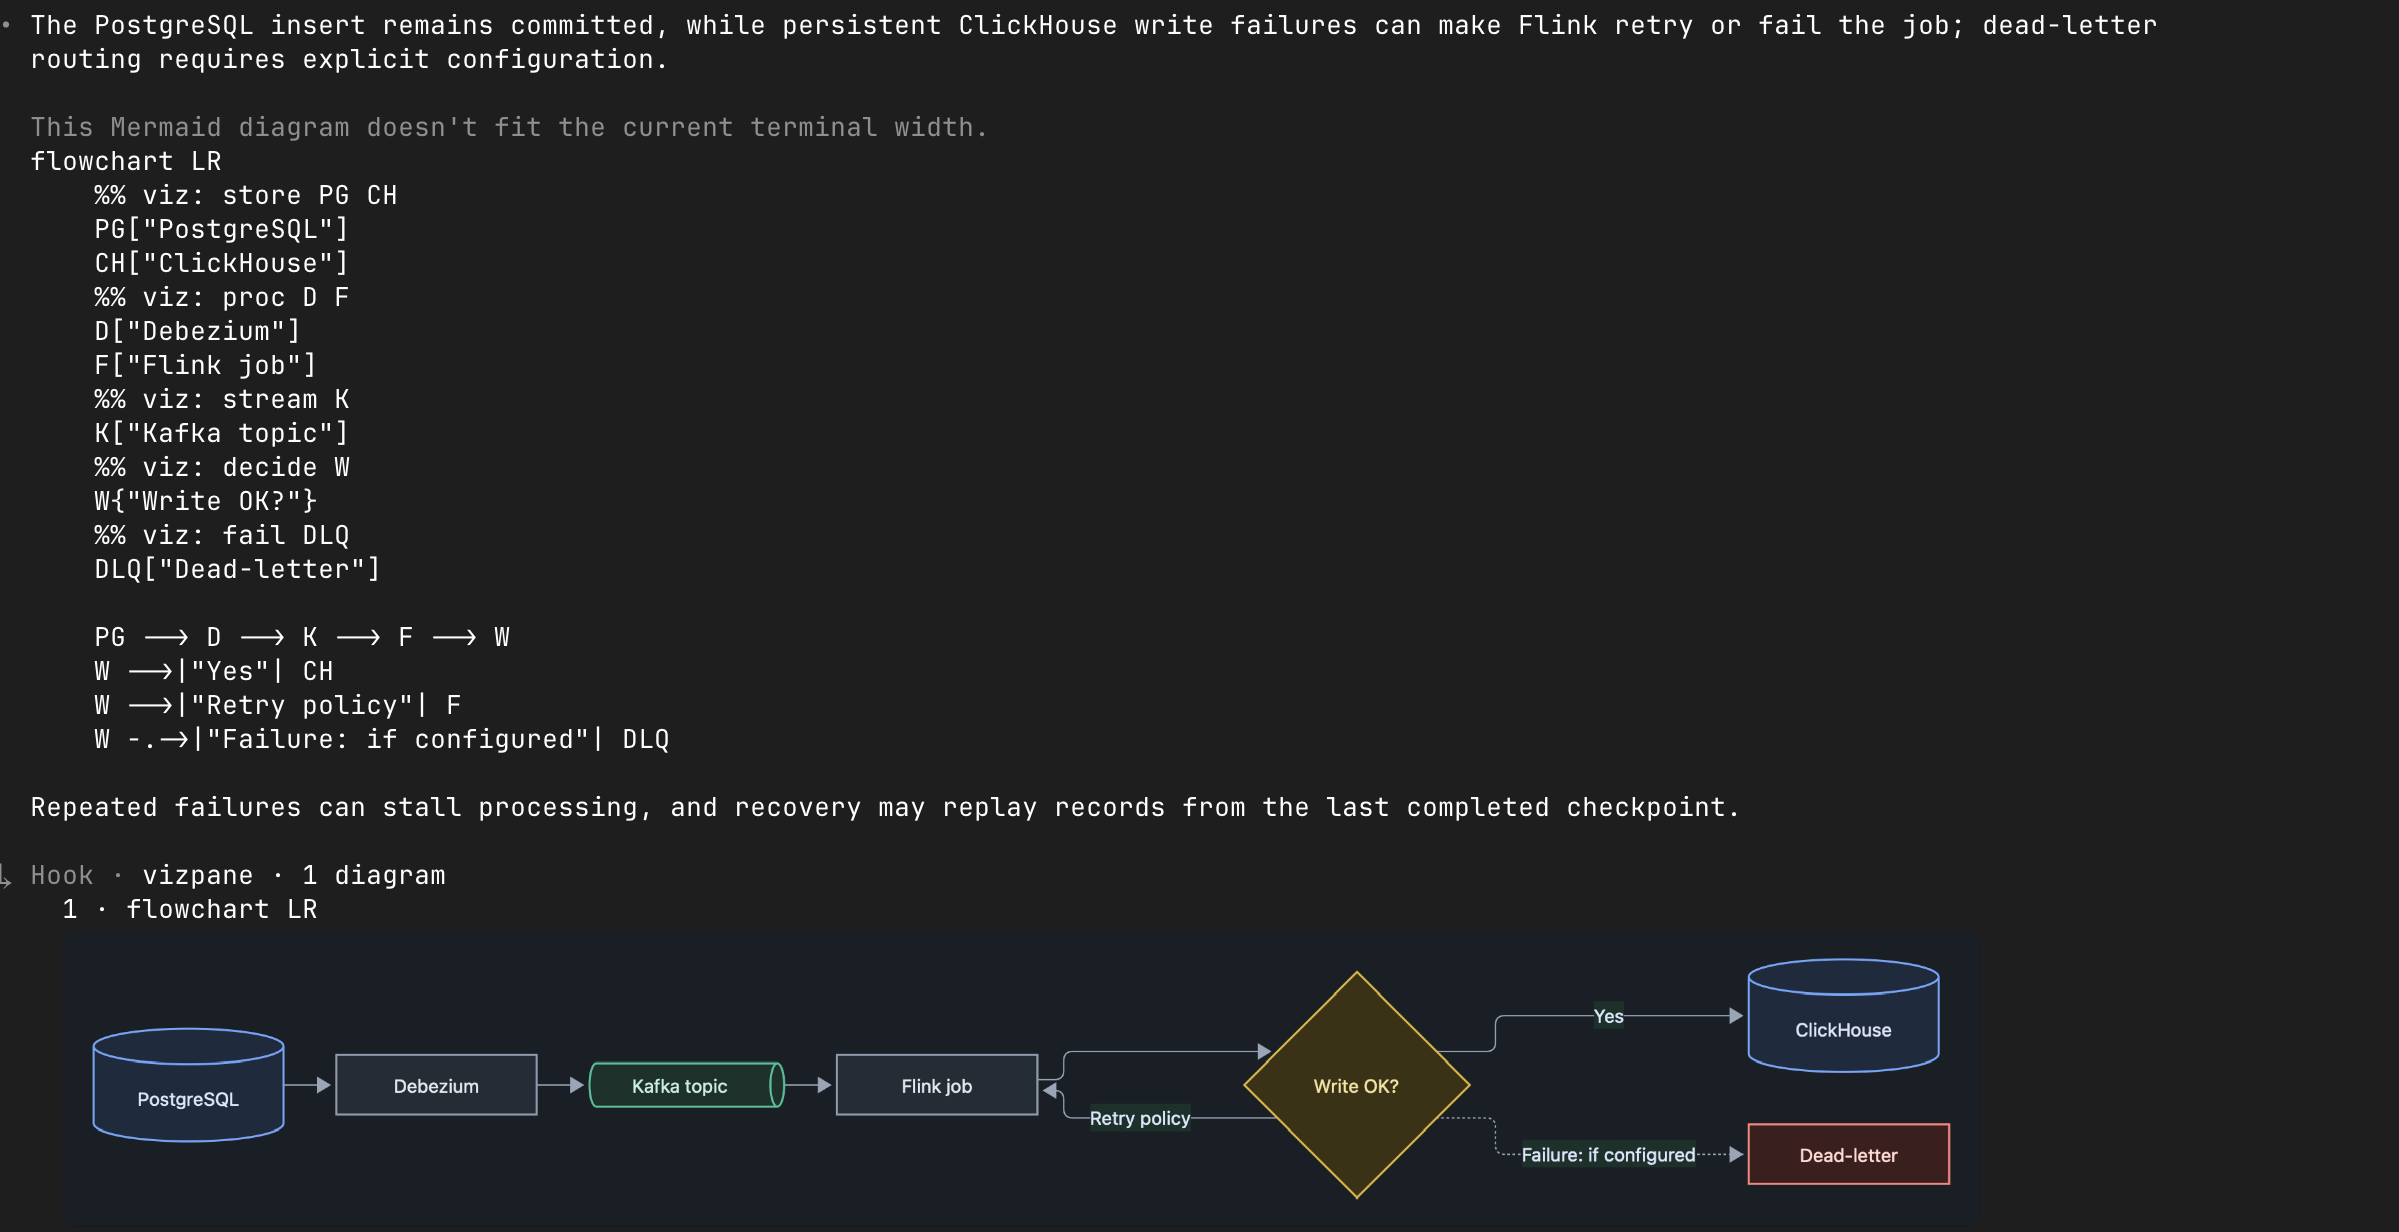 • The PostgreSQL insert remains committed, while persistent ClickHouse write failures can make Flink retry or fail the job; dead-letter
routing requires explicit configuration.
This Mermaid diagram doesn't fit the current terminal width.
flowchart LR
    %% viz: store PG CH
    PG["PostgreSQL"]
    CH["ClickHouse"]
    %% viz: proc D F
    D["Debezium"]
    F["Flink job"]
    %% viz: stream K
    K["Kafka topic"]
    %% viz: decide W
    W{"Write OK?"}
    %% viz: fail DLQ
    DLQ["Dead-letter"]
    PG --> D --> K --> F --> W
    W -->|"Yes"| CH
    W -->|"Retry policy"| F
    W -.->|"Failure: if configured"| DLQ
Repeated failures can stall processing, and recovery may replay records from the last completed checkpoint.
↳ Hook · vizpane · 1 diagram
  1 · flowchart LR
PostgreSQL
Debezium
Kafka topic
Flink job
Retry policy
Write OK?
Yes
ClickHouse
Failure: if configured
Dead-letter